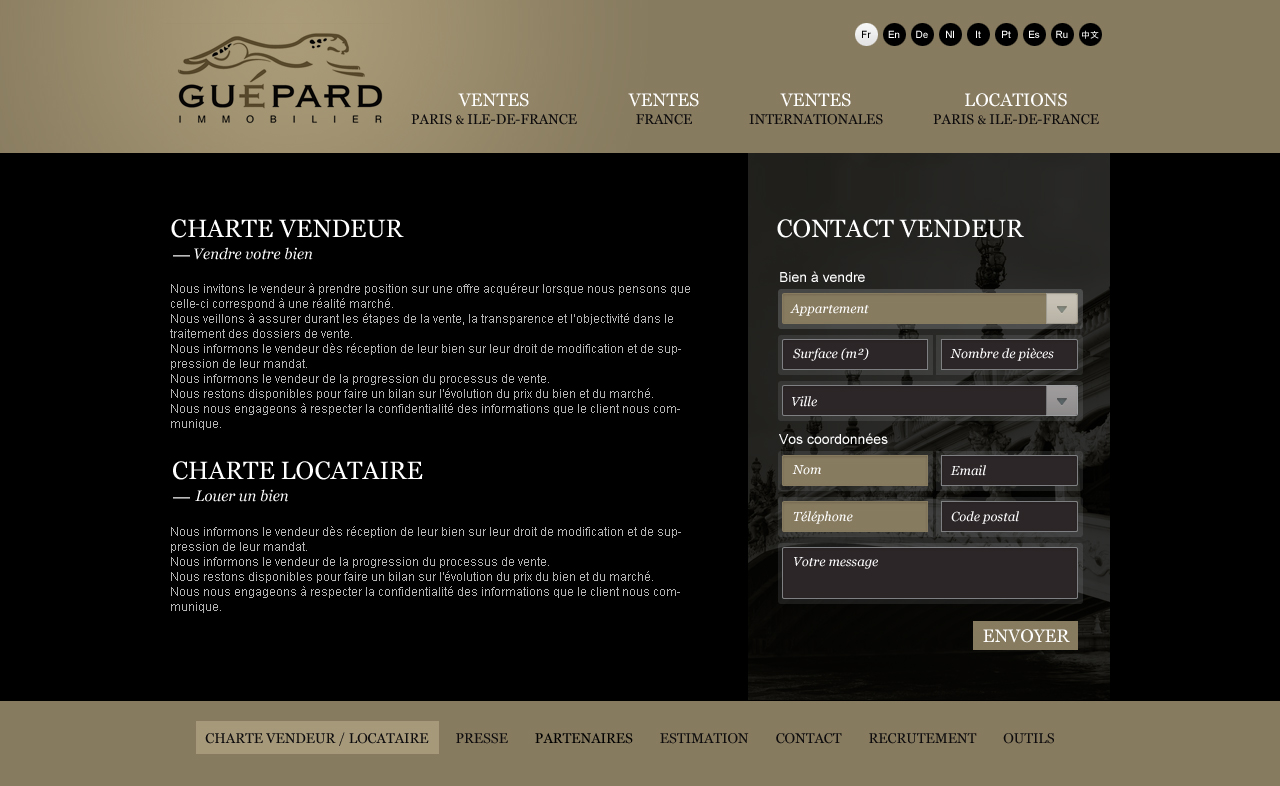 GUÉPARD
IMMOBILIER
Fr En De Nl It Pt Es Ru 中文
VENTES
PARIS & ILE-DE-FRANCE
VENTES
FRANCE
VENTES
INTERNATIONALES
LOCATIONS
PARIS & ILE-DE-FRANCE
CHARTE VENDEUR
— Vendre votre bien
Nous invitons le vendeur à prendre position sur une offre acquéreur lorsque nous pensons que
celle-ci correspond à une réalité marché.
Nous veillons à assurer durant les étapes de la vente, la transparence et l'objectivité dans le
traitement des dossiers de vente.
Nous informons le vendeur dès réception de leur bien sur leur droit de modification et de sup-
pression de leur mandat.
Nous informons le vendeur de la progression du processus de vente.
Nous restons disponibles pour faire un bilan sur l'évolution du prix du bien et du marché.
Nous nous engageons à respecter la confidentialité des informations que le client nous com-
munique.
CHARTE LOCATAIRE
— Louer un bien
Nous informons le vendeur dès réception de leur bien sur leur droit de modification et de sup-
pression de leur mandat.
Nous informons le vendeur de la progression du processus de vente.
Nous restons disponibles pour faire un bilan sur l'évolution du prix du bien et du marché.
Nous nous engageons à respecter la confidentialité des informations que le client nous com-
munique.
CONTACT VENDEUR
Bien à vendre
Appartement
Surface (m²) Nombre de pièces
Ville
Vos coordonnées
Nom Email
Téléphone Code postal
Votre message
ENVOYER
CHARTE VENDEUR / LOCATAIRE PRESSE PARTENAIRES ESTIMATION CONTACT RECRUTEMENT OUTILS